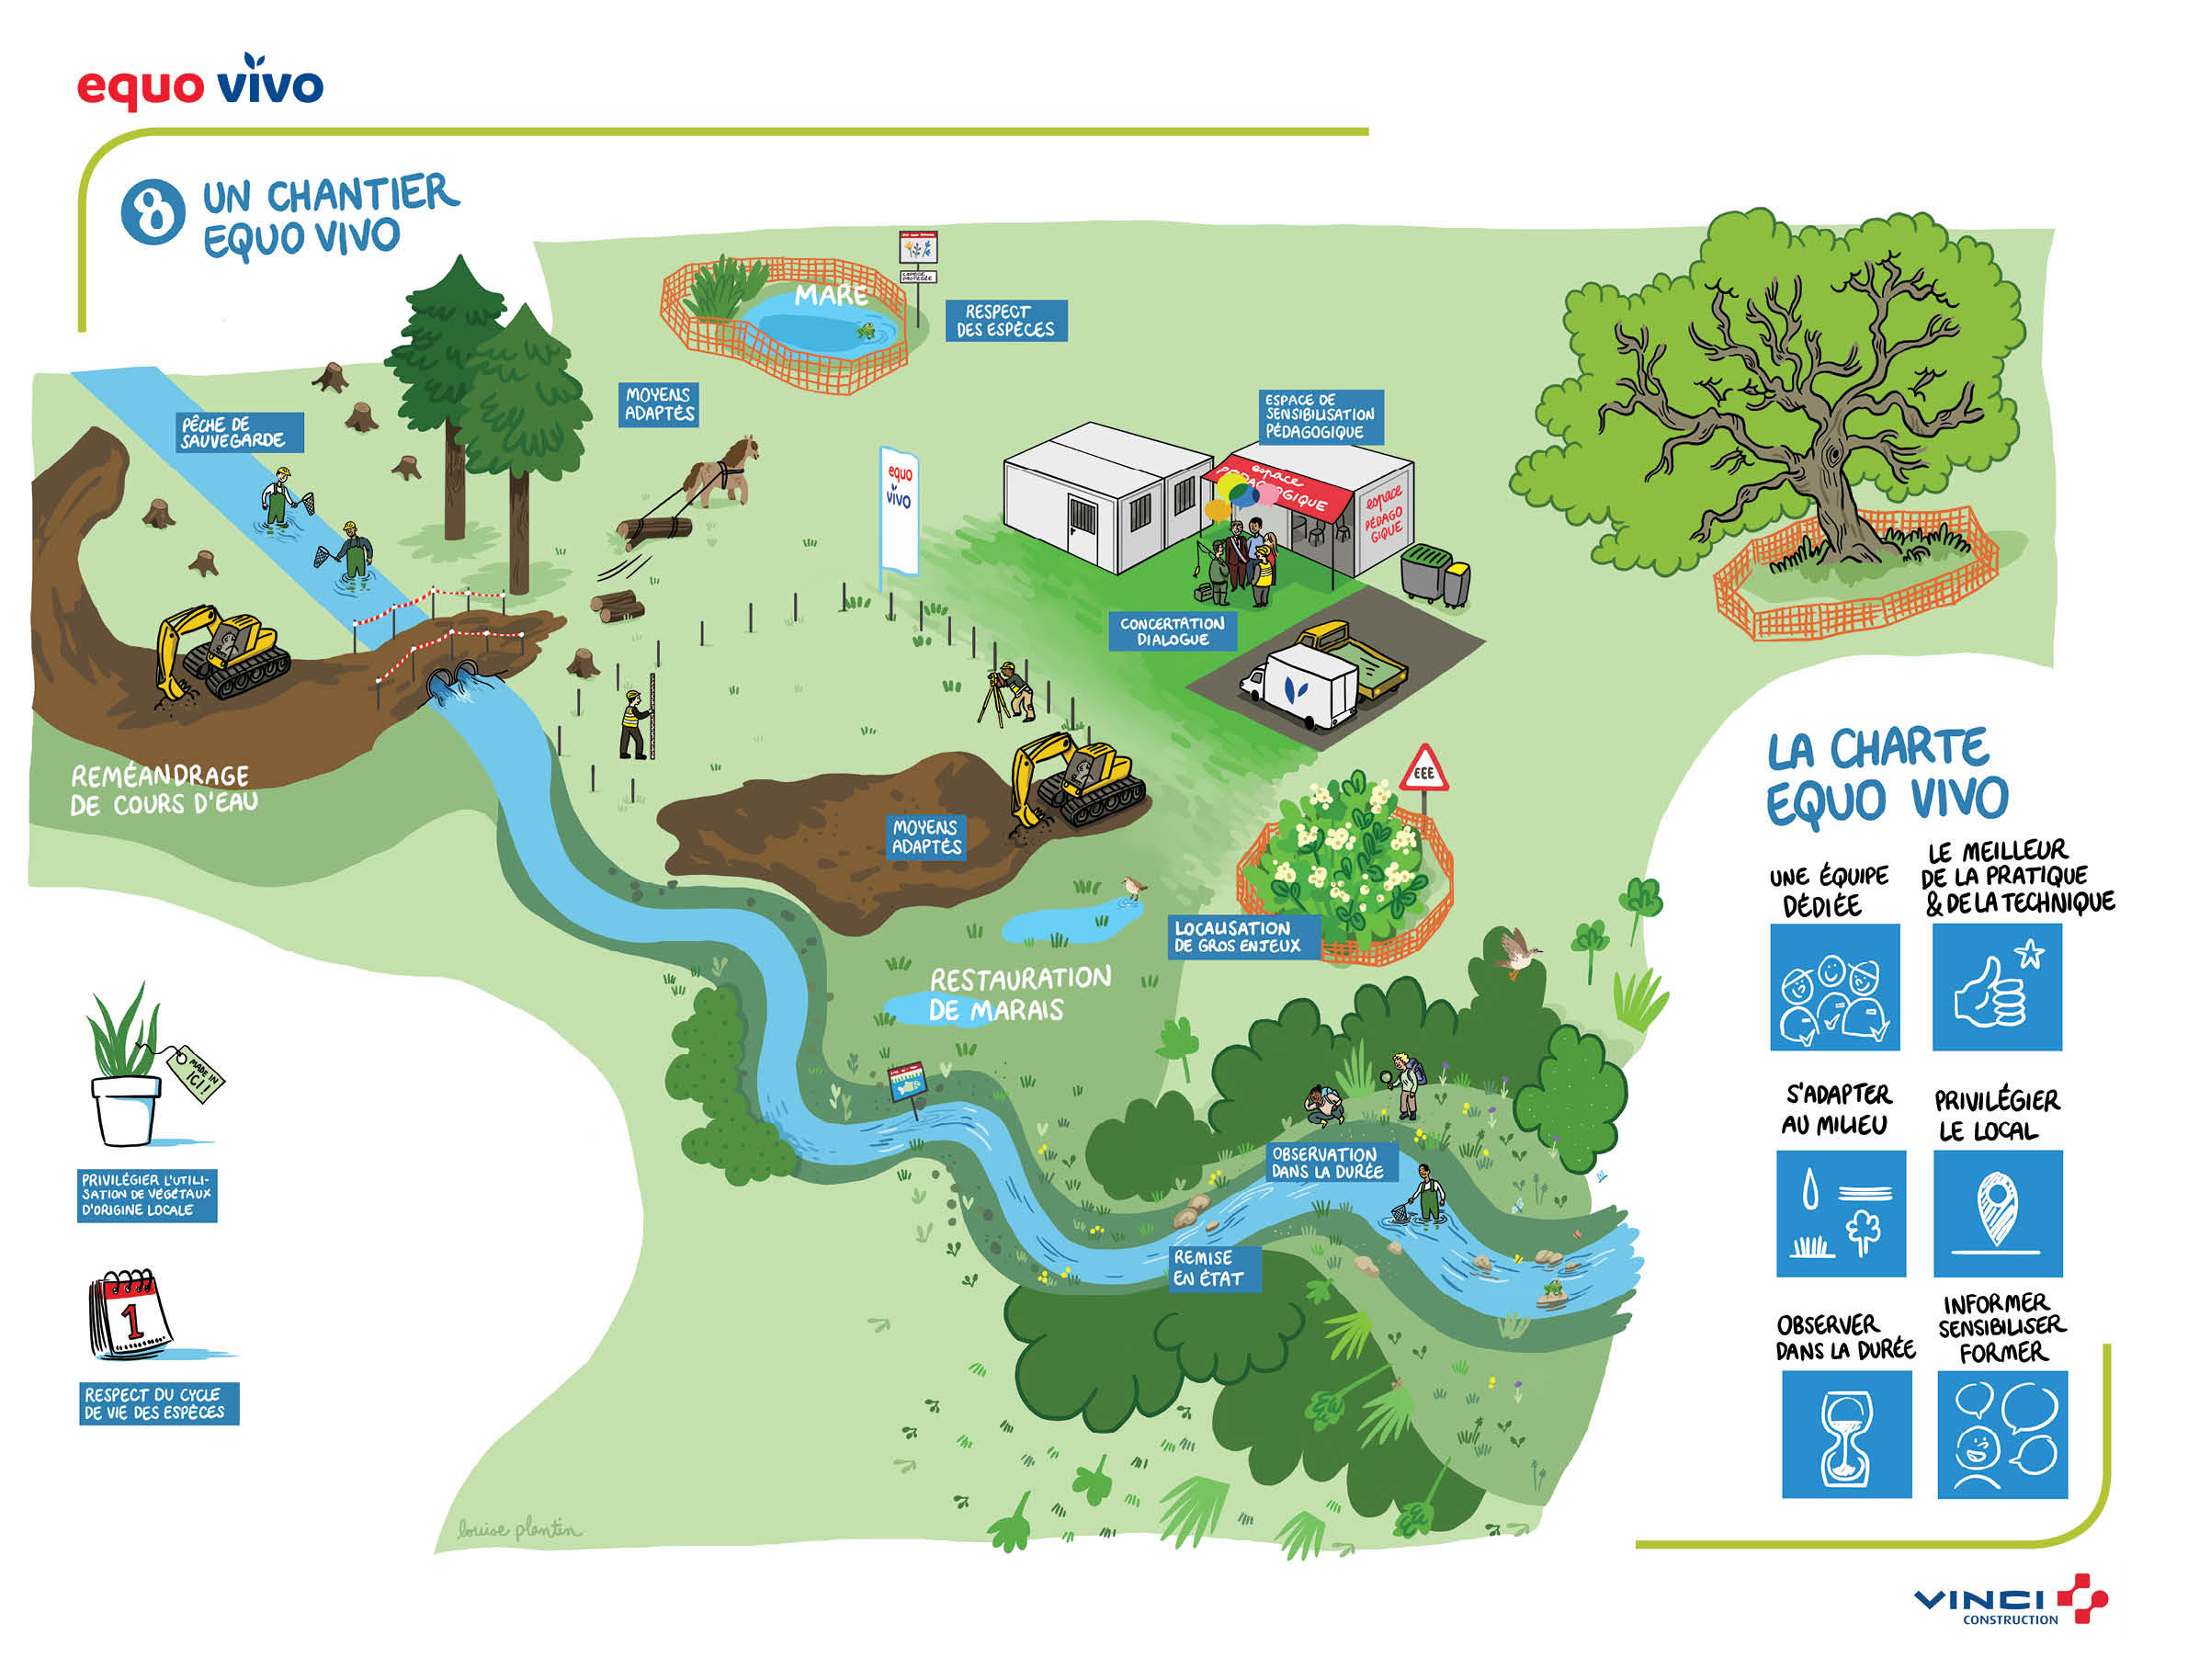 equo vivo
8
UN CHANTIER
EQUO VIVO
MARE
ESPÈCE
PROTÉGÉE
RESPECT
DES ESPÈCES
MOYENS
ADAPTÉS
PÊCHE DE
SAUVEGARDE
equo
vivo
ESPACE DE
SENSIBILISATION
PÉDAGOGIQUE
espace
PÉDAGOGIQUE
espace
PÉDAGO
GIQUE
CONCERTATION
DIALOGUE
REMÉANDRAGE
DE COURS D'EAU
MOYENS
ADAPTÉS
EEE
LOCALISATION
DE GROS ENJEUX
RESTAURATION
DE MARAIS
OBSERVATION
DANS LA DURÉE
REMISE
EN ÉTAT
MADE IN
ICI !
PRIVILÉGIER L'UTILI-
SATION DE VÉGÉTAUX
D'ORIGINE LOCALE
1
RESPECT DU CYCLE
DE VIE DES ESPÈCES
louise plantin
LA CHARTE
EQUO VIVO
UNE ÉQUIPE
DÉDIÉE
LE MEILLEUR
DE LA PRATIQUE
& DE LA TECHNIQUE
S'ADAPTER
AU MILIEU
PRIVILÉGIER
LE LOCAL
OBSERVER
DANS LA DURÉE
INFORMER
SENSIBILISER
FORMER
VINCI
CONSTRUCTION